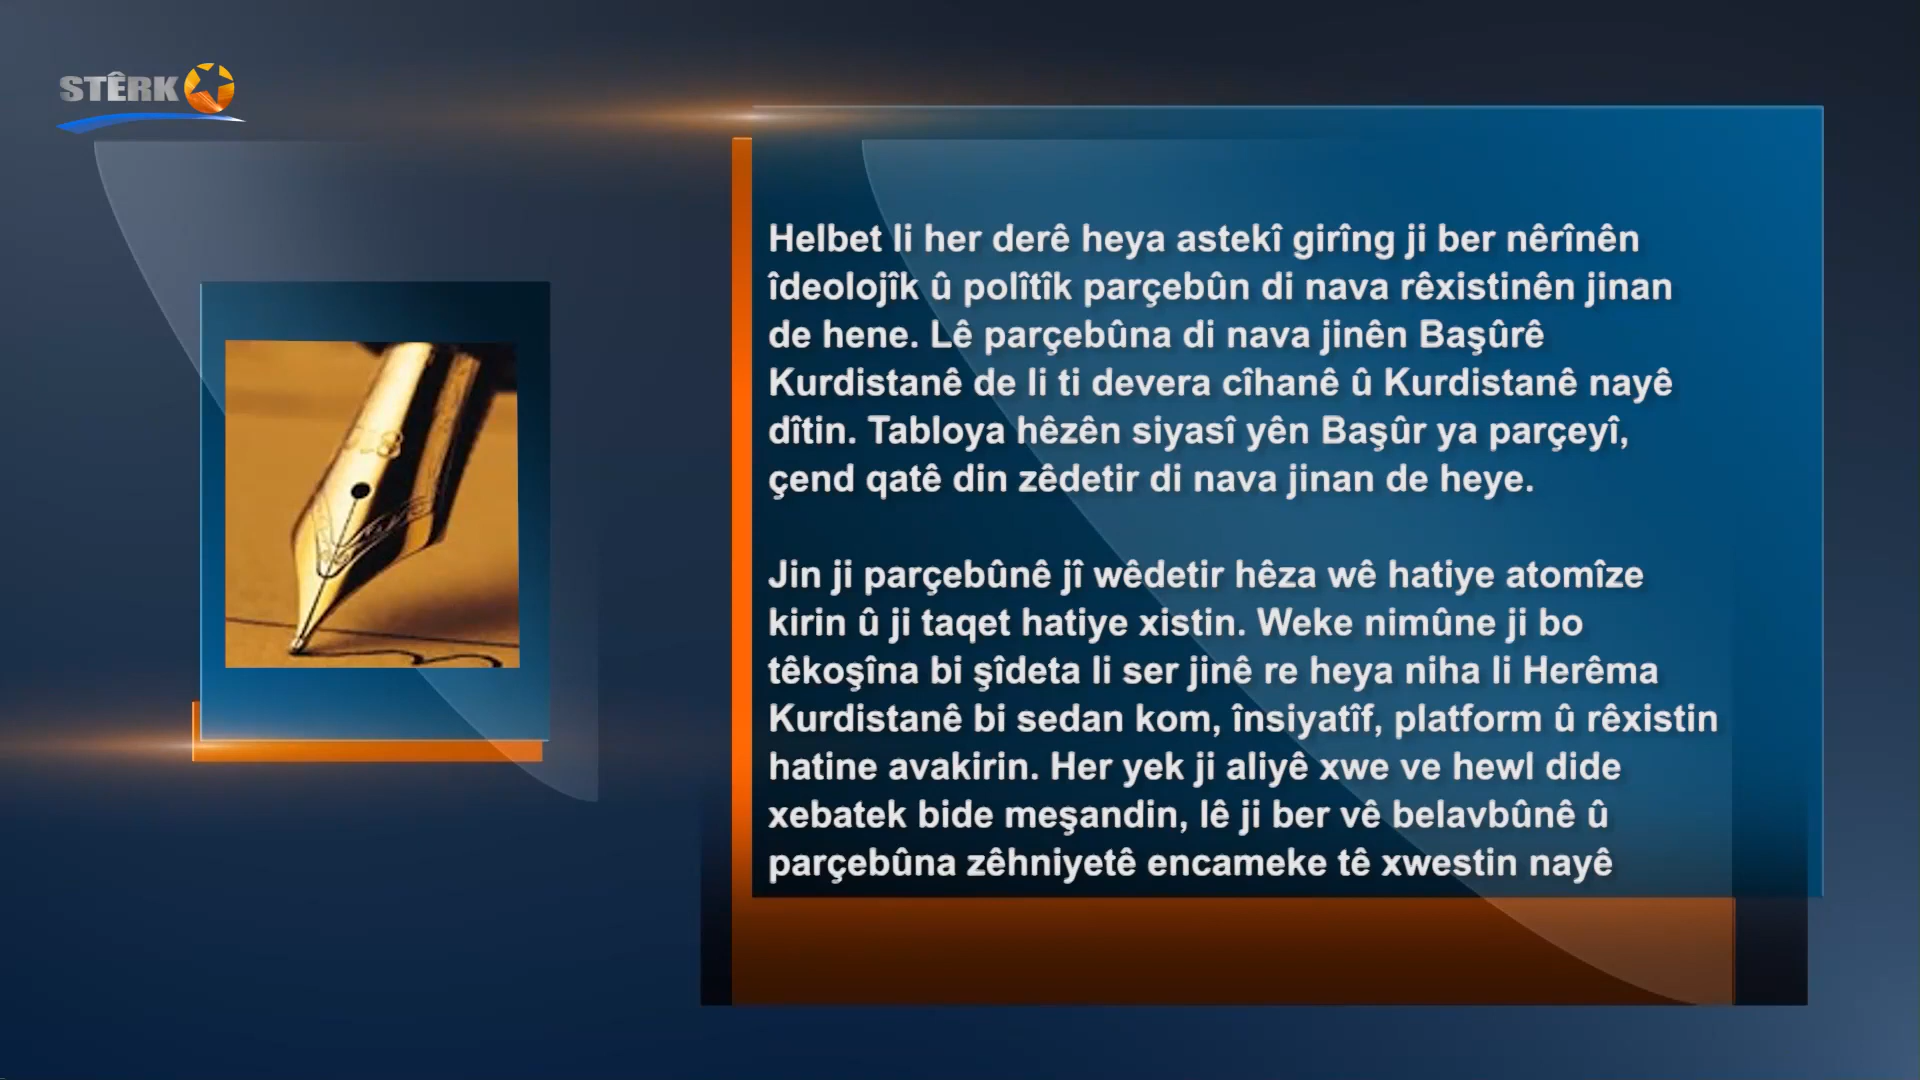 STÊRK
Helbet li her derê heya astekî girîng ji ber nêrînên
îdeolojîk û polîtîk parçebûn di nava rêxistinên jinan
de hene. Lê parçebûna di nava jinên Başûrê
Kurdistanê de li ti devera cîhanê û Kurdistanê nayê
dîtin. Tabloya hêzên siyasî yên Başûr ya parçeyî,
çend qatê din zêdetir di nava jinan de heye.
Jin ji parçebûnê jî wêdetir hêza wê hatiye atomîze
kirin û ji taqet hatiye xistin. Weke nimûne ji bo
têkoşîna bi şîdeta li ser jinê re heya niha li Herêma
Kurdistanê bi sedan kom, însiyatîf, platform û rêxistin
hatine avakirin. Her yek ji aliyê xwe ve hewl dide
xebatek bide meşandin, lê ji ber vê belavbûnê û
parçebûna zêhniyetê encameke tê xwestin nayê